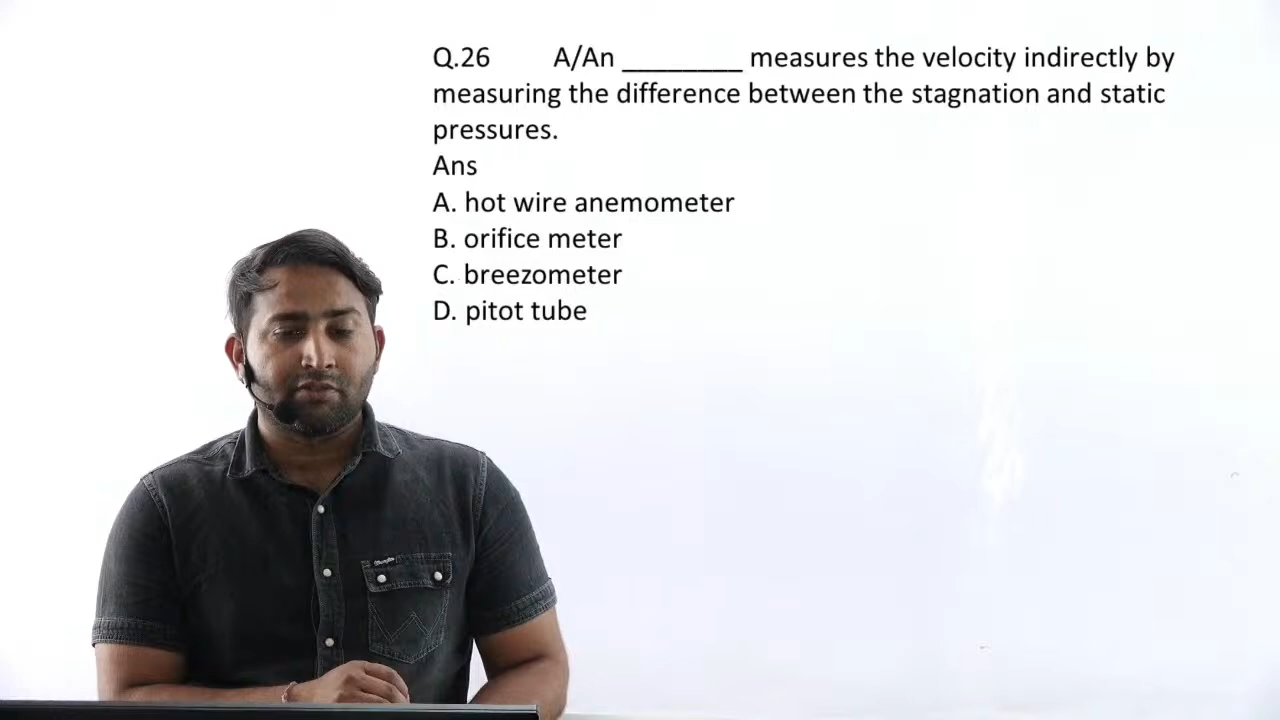 Q.26 A/An ________ measures the velocity indirectly by
measuring the difference between the stagnation and static
pressures.
Ans
A. hot wire anemometer
B. orifice meter
C. breezometer
D. pitot tube